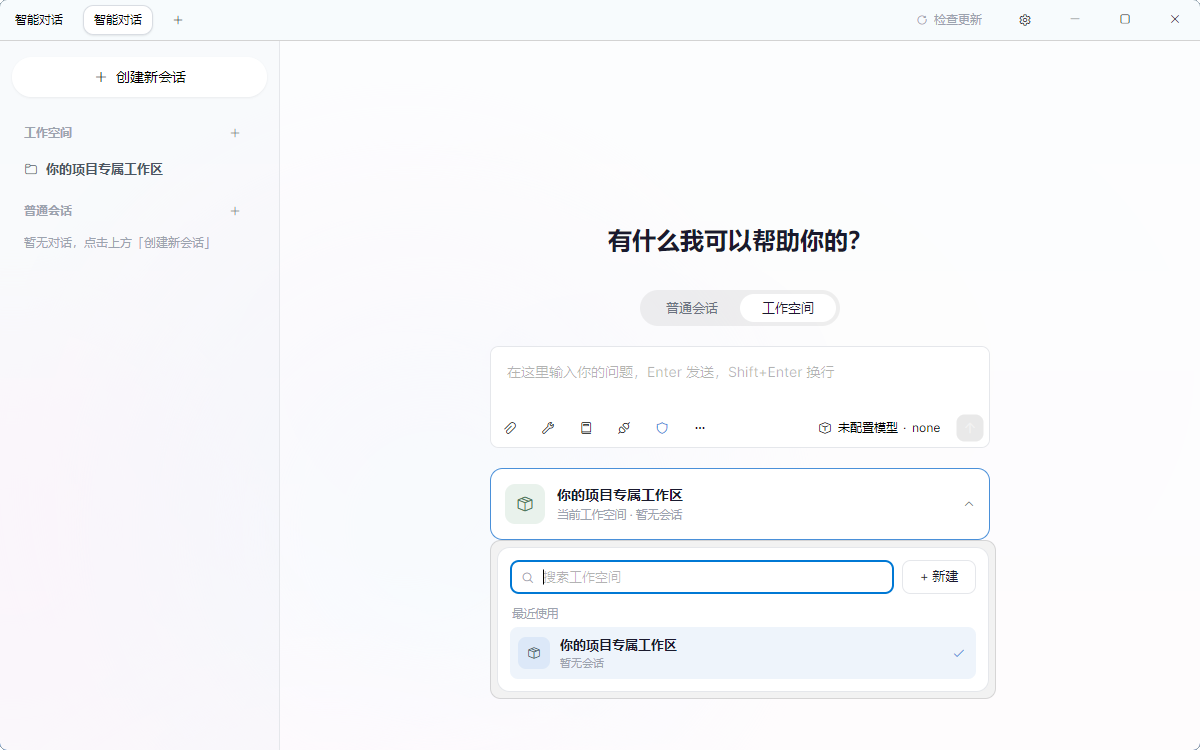 智能对话
智能对话
检查更新
创建新会话
工作空间
你的项目专属工作区
普通会话
暂无对话，点击上方「创建新会话」
有什么我可以帮助你的？
普通会话
工作空间
在这里输入你的问题，Enter 发送，Shift+Enter 换行
未配置模型 · none
你的项目专属工作区
当前工作空间 · 暂无会话
搜索工作空间
+ 新建
最近使用
你的项目专属工作区
暂无会话